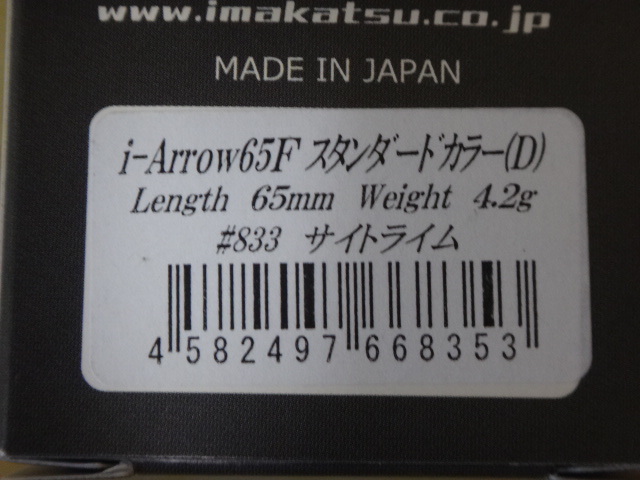 www.imakatsu.co.jp
MADE IN JAPAN
i-Arrow65F スタンダードカラー(D)
Length 65mm Weight 4.2g
#833 サイトライム
4 582497 668353